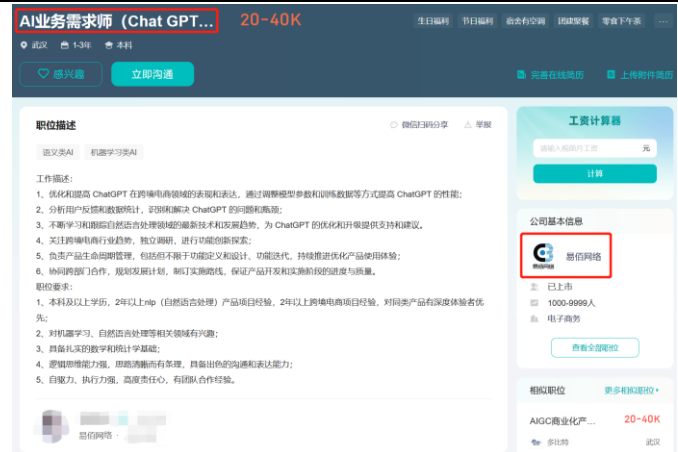 AI业务需求师（Chat GPT... 20-40K 生日福利 节日福利 宿舍有空调 团建聚餐 零食下午茶 ...
武汉 1-3年 本科
感兴趣 立即沟通 完善在线简历 上传附件简历
职位描述 微信扫码分享 举报
语义类AI 机器学习类AI
工作描述：
1、优化和提高 ChatGPT 在跨境电商领域的表现和表达，通过调整模型参数和训练数据等方式提高 ChatGPT 的性能；
2、分析用户反馈和数据统计，识别和解决 ChatGPT 的问题和瓶颈；
3、不断学习和跟踪自然语言处理领域的最新技术和发展趋势，为 ChatGPT 的优化和升级提供支持和建议。
4、关注跨境电商行业趋势，独立调研，进行功能创新探索；
5、负责产品生命周期管理，包括但不限于功能定义和设计、功能迭代，持续推进优化产品使用体验；
6、协同跨部门合作，规划发展计划，制订实施路线，保证产品开发和实施阶段的进度与质量。
职位要求：
1、本科及以上学历，2年以上nlp（自然语言处理）产品项目经验，2年以上跨境电商项目经验，对同类产品有深度体验者优
先；
2、对机器学习、自然语言处理等相关领域有兴趣；
3、具备扎实的数学和统计学基础；
4、逻辑思维能力强，思路清晰而有条理，具备出色的沟通和表达能力；
5、自驱力、执行力强，高度责任心，有团队合作经验。
易佰网络 ·
工资计算器
请输入税前月工资 元
计算
公司基本信息
易佰网络
易佰网络
已上市
1000-9999人
电子商务
查看全部职位
相似职位 更多相似职位
AIGC商业化产... 20-40K
多比特 武汉